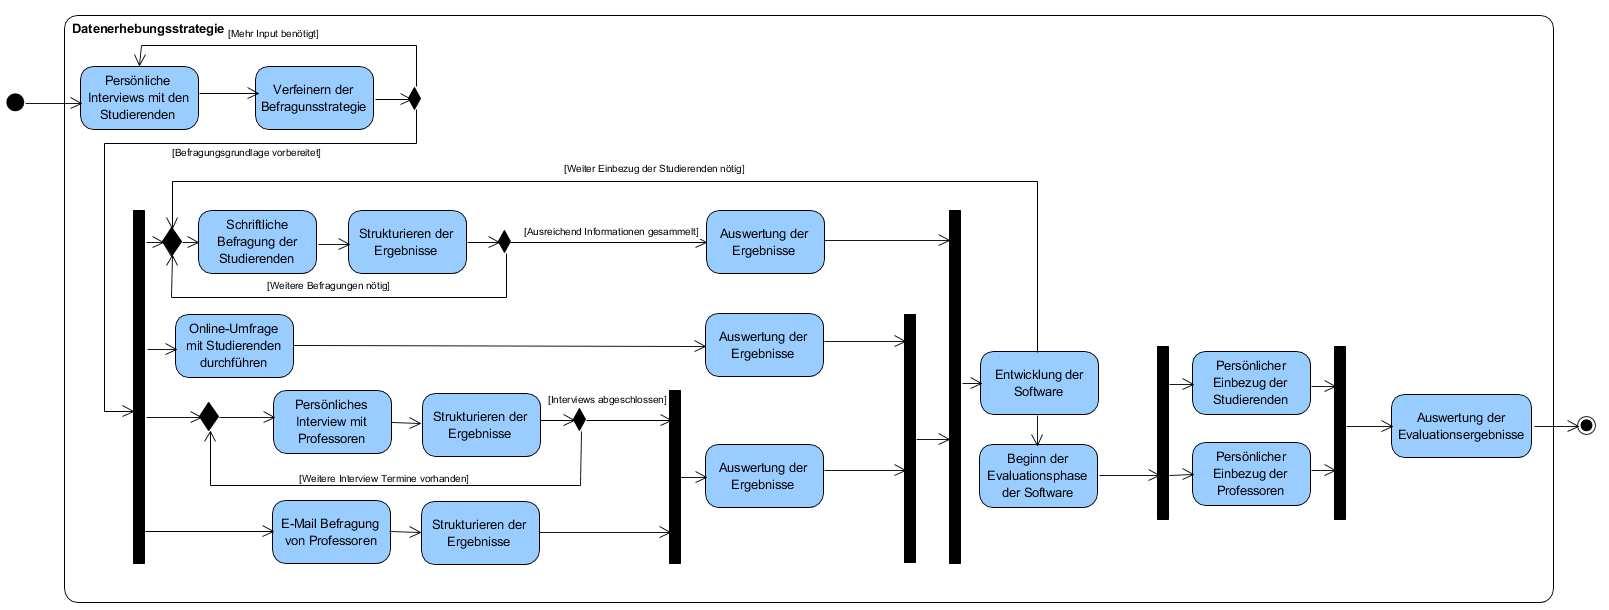 Datenerhebungsstrategie
[Mehr Input benötigt]
Persönliche
Interviews mit den
Studierenden
Verfeinern der
Befragunsstrategie
[Befragungsgrundlage vorbereitet]
[Weiter Einbezug der Studierenden nötig]
Schriftliche
Befragung der
Studierenden
Strukturieren der
Ergebnisse
[Ausreichend Informationen gesammelt]
Auswertung der
Ergebnisse
[Weitere Befragungen nötig]
Online-Umfrage
mit Studierenden
durchführen
Auswertung der
Ergebnisse
Persönliches
Interview mit
Professoren
Strukturieren der
Ergebnisse
[Interviews abgeschlossen]
[Weitere Interview Termine vorhanden]
Auswertung der
Ergebnisse
E-Mail Befragung
von Professoren
Strukturieren der
Ergebnisse
Entwicklung der
Software
Beginn der
Evaluationsphase
der Software
Persönlicher
Einbezug der
Studierenden
Persönlicher
Einbezug der
Professoren
Auswertung der
Evaluationsergebnisse